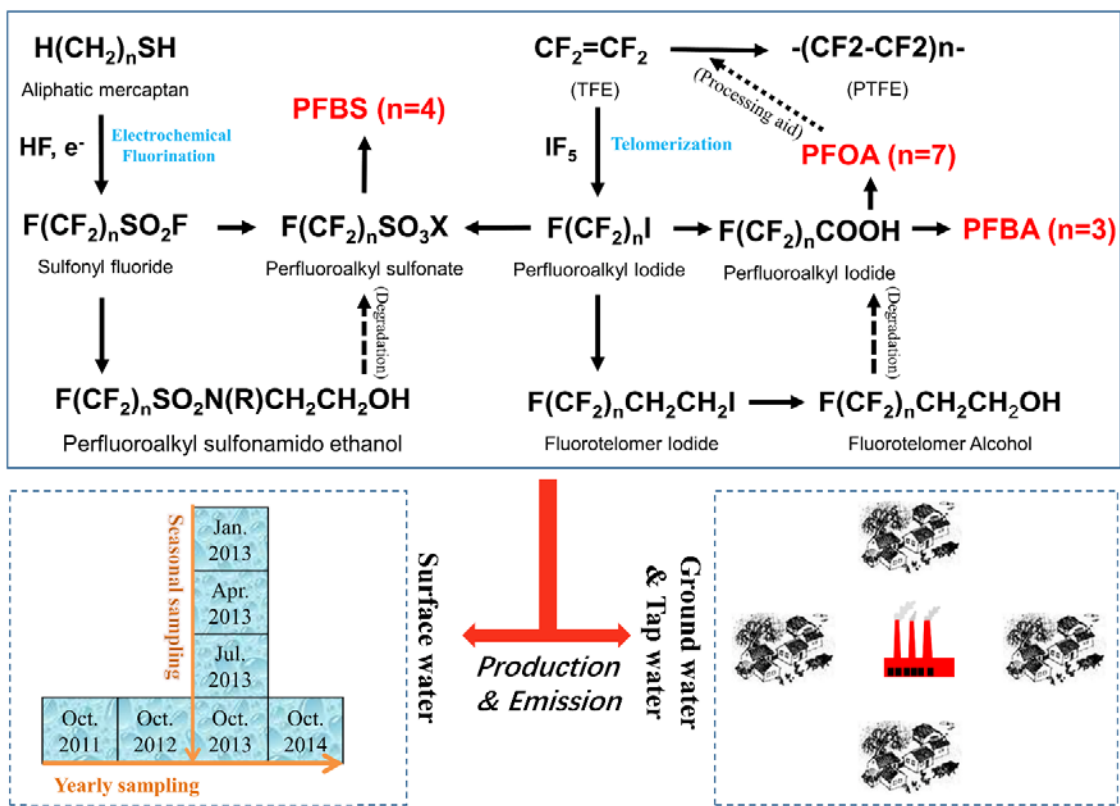 H(CH2)nSH
Aliphatic mercaptan
HF, e-
Electrochemical
Fluorination
F(CF2)nSO2F
Sulfonyl fluoride
PFBS (n=4)
F(CF2)nSO3X
Perfluoroalkyl sulfonate
(Degradation)
F(CF2)nSO2N(R)CH2CH2OH
Perfluoroalkyl sulfonamido ethanol
CF2=CF2
(TFE)
-(CF2-CF2)n-
(PTFE)
(Processing aid)
IF5
Telomerization
PFOA (n=7)
F(CF2)nI
Perfluoroalkyl Iodide
F(CF2)nCOOH
Perfluoroalkyl Iodide
PFBA (n=3)
(Degradation)
F(CF2)nCH2CH2I
Fluorotelomer Iodide
F(CF2)nCH2CH2OH
Fluorotelomer Alcohol
Seasonal sampling
Jan.
2013
Apr.
2013
Jul.
2013
Oct.
2011
Oct.
2012
Oct.
2013
Oct.
2014
Yearly sampling
Surface water
Production
& Emission
Ground water
& Tap water